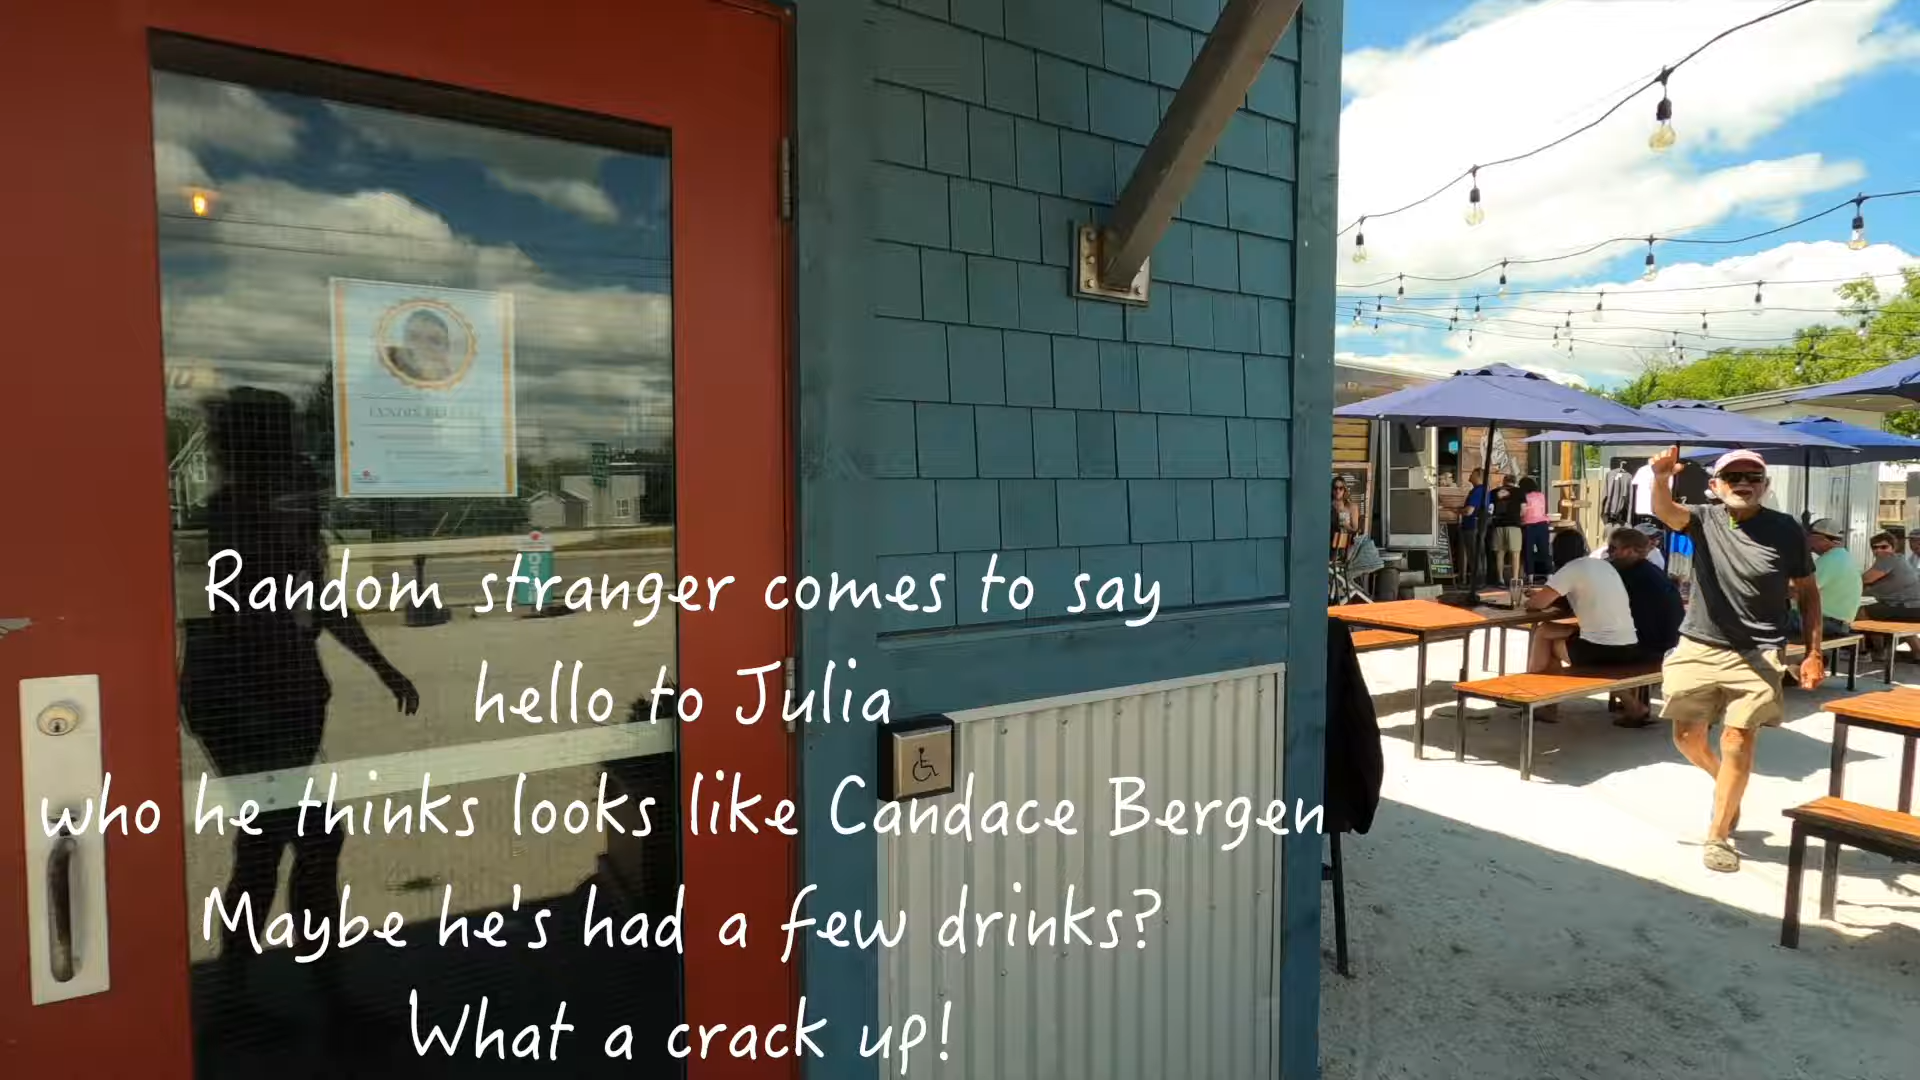 Random stranger comes to say
hello to Julia
who he thinks looks like Candace Bergen
Maybe he's had a few drinks?
What a crack up!